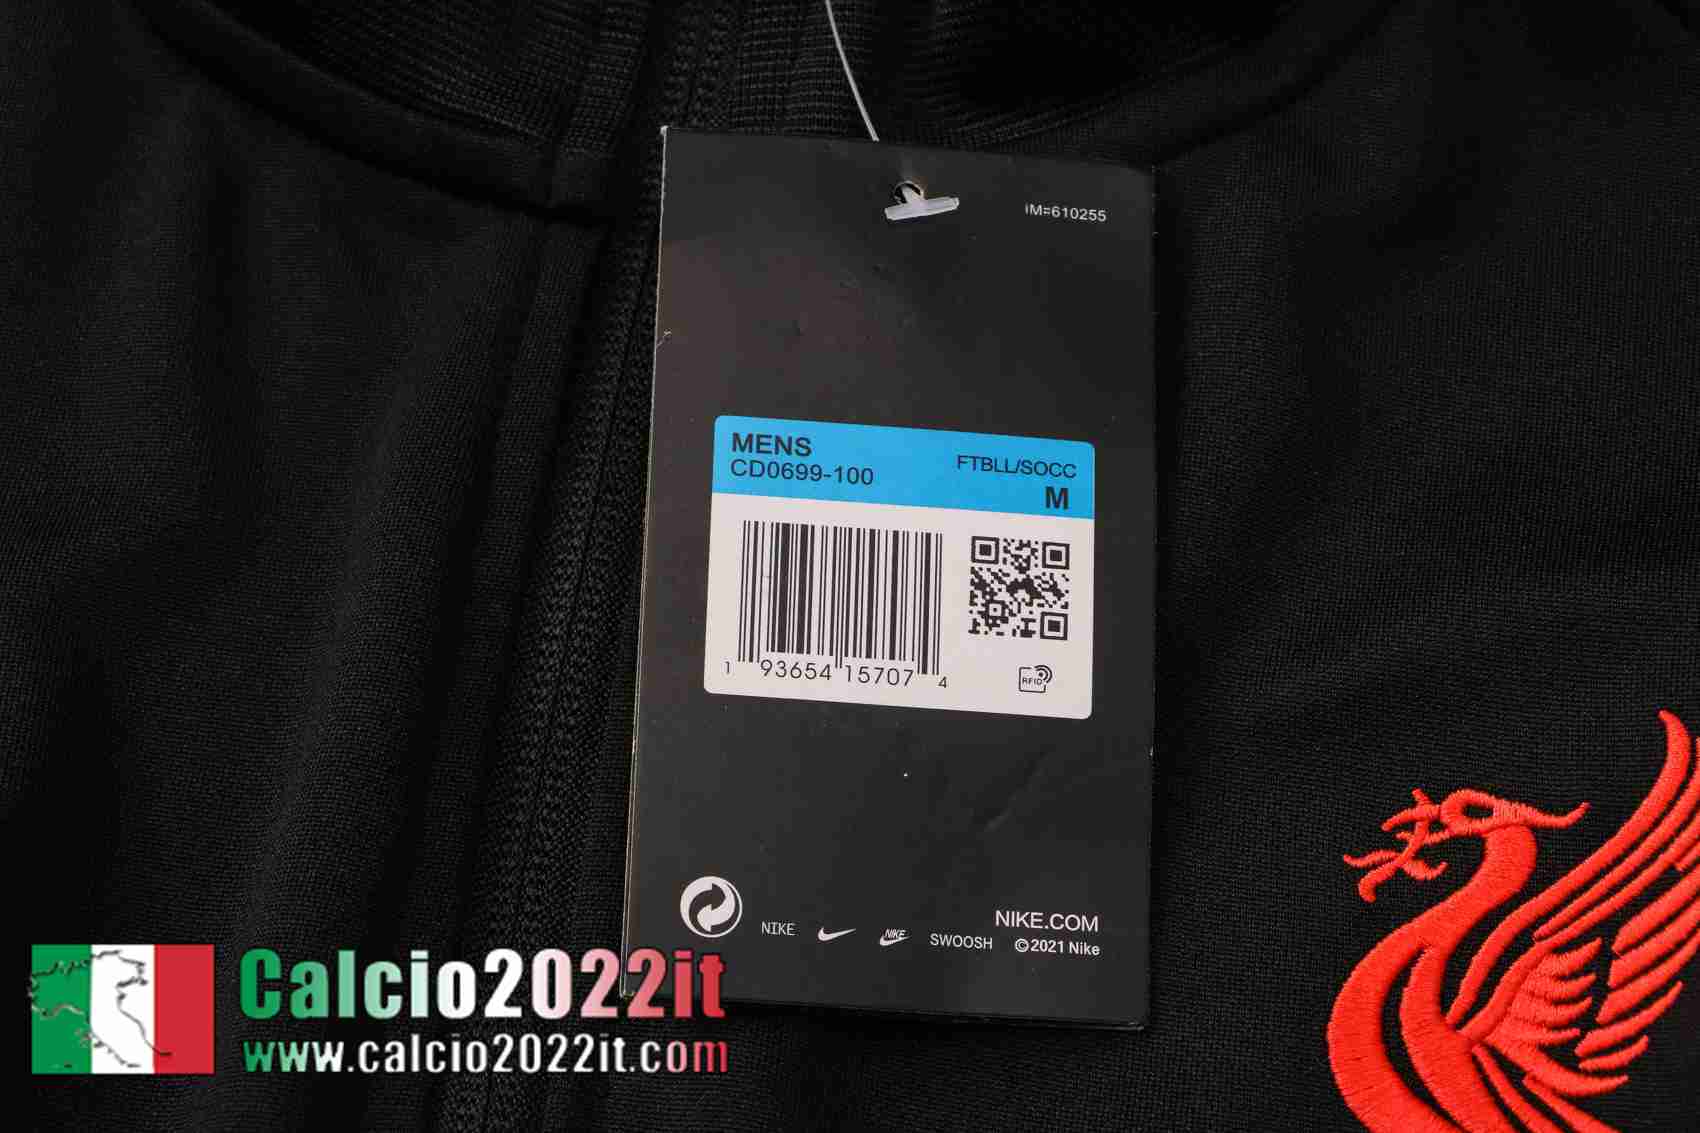 IM=610255
MENS
CD0699-100
FTBLL/SOCC
M
1 93654 15707 4
RFID
NIKE
NIKE
SWOOSH
NIKE.COM
©2021 Nike
Calcio2022it
www.calcio2022it.com